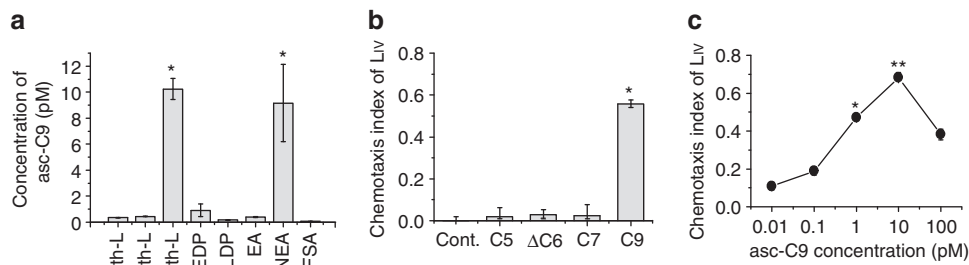 a
Concentration of
asc-C9 (pM)
12
10
8
6
4
2
0
*
*
th-L
th-L
th-L
EDP
LDP
EA
NEA
FSA
b
Chemotaxis index of LIV
0.8
0.6
0.4
0.2
0.0
*
Cont.
C5
ΔC6
C7
C9
c
Chemotaxis index of LIV
0.8
0.6
0.4
0.2
0.0
*
**
0.01
0.1
1
10
100
asc-C9 concentration (pM)